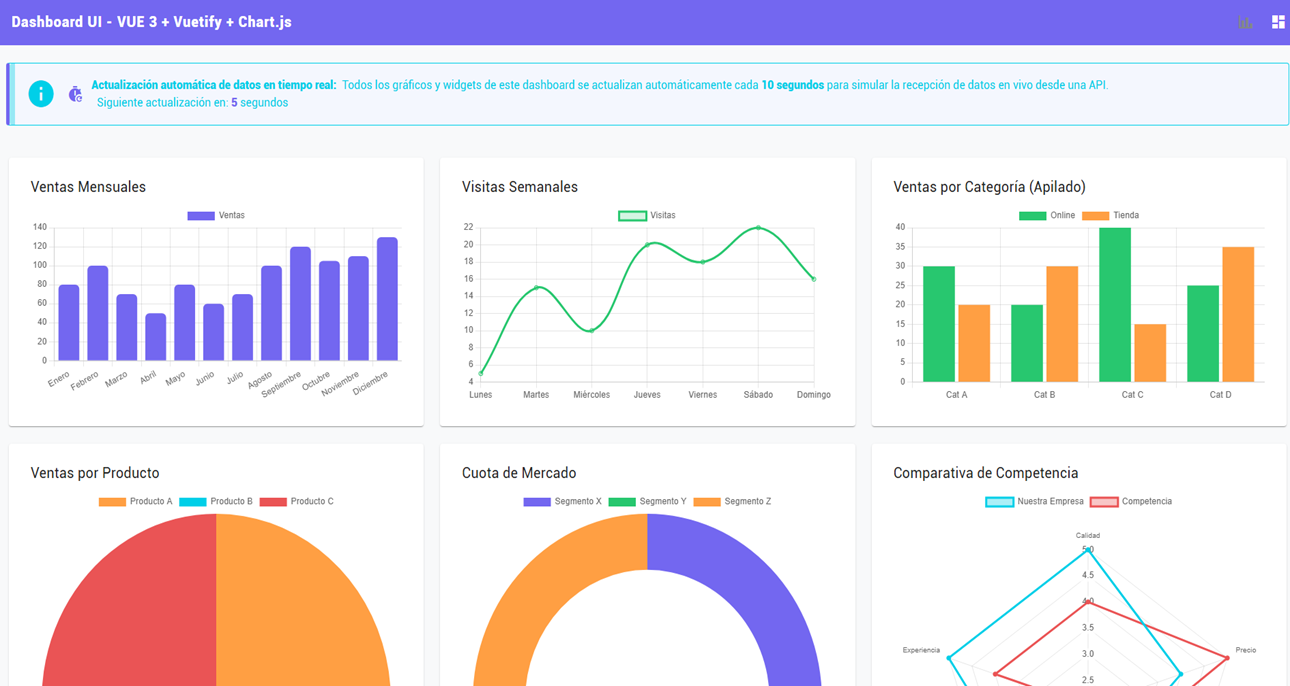 Dashboard UI - VUE 3 + Vuetify + Chart.js
Actualización automática de datos en tiempo real: Todos los gráficos y widgets de este dashboard se actualizan automáticamente cada 10 segundos para simular la recepción de datos en vivo desde una API.
Siguiente actualización en: 5 segundos
Ventas Mensuales
Ventas
140
120
100
80
60
40
20
0
Enero Febrero Marzo Abril Mayo Junio Julio Agosto Septiembre Octubre Noviembre Diciembre
Visitas Semanales
Visitas
22
20
18
16
14
12
10
8
6
4
Lunes Martes Miércoles Jueves Viernes Sábado Domingo
Ventas por Categoría (Apilado)
Online Tienda
40
35
30
25
20
15
10
5
0
Cat A Cat B Cat C Cat D
Ventas por Producto
Producto A Producto B Producto C
Cuota de Mercado
Segmento X Segmento Y Segmento Z
Comparativa de Competencia
Nuestra Empresa Competencia
Calidad
5.0
4.5
4.0
3.5
Experiencia Precio
3.0
2.5